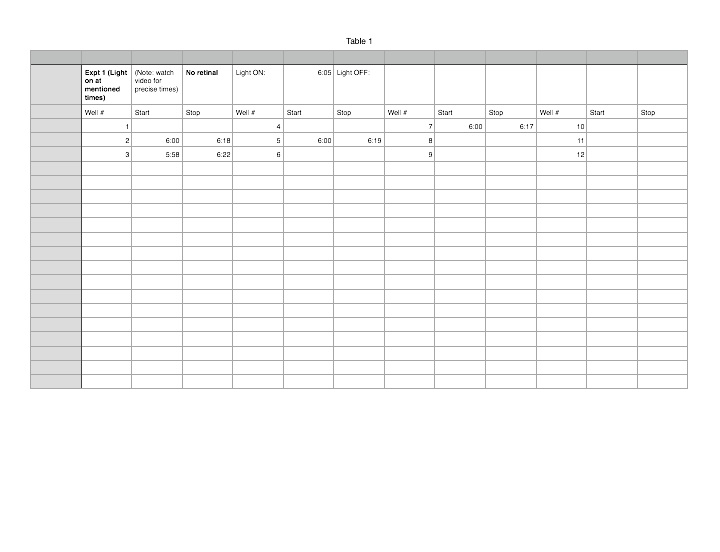 Table 1
Expt 1 (Light on at mentioned times) (Note: watch video for precise times) No retinal Light ON: 6:05 Light OFF:
Well # Start Stop Well # Start Stop Well # Start Stop Well # Start Stop
1 4 7 6:00 6:17 10
2 6:00 6:18 5 6:00 6:19 8 11
3 5:58 6:22 6 9 12